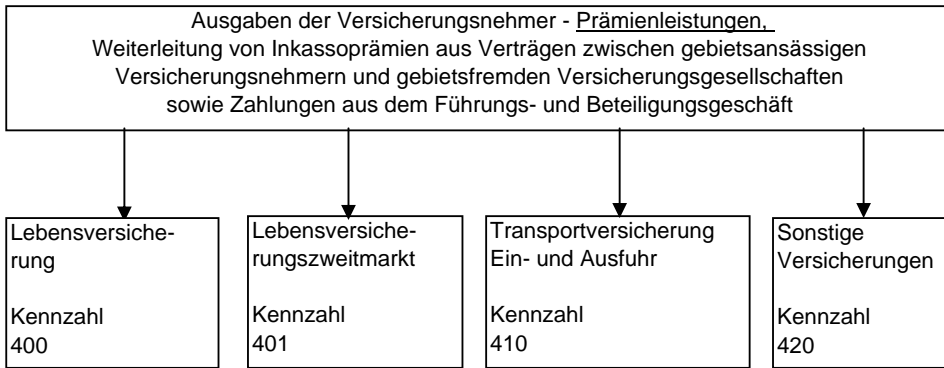 Ausgaben der Versicherungsnehmer - Prämienleistungen,
Weiterleitung von Inkassoprämien aus Verträgen zwischen gebietsansässigen
Versicherungsnehmern und gebietsfremden Versicherungsgesellschaften
sowie Zahlungen aus dem Führungs- und Beteiligungsgeschäft
Lebensversiche-
rung
Kennzahl
400
Lebensversiche-
rungszweitmarkt
Kennzahl
401
Transportversicherung
Ein- und Ausfuhr
Kennzahl
410
Sonstige
Versicherungen
Kennzahl
420